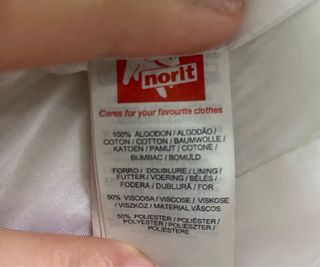 norit
Cares for your favourite clothes
100% ALGODON / ALGODÃO /
COTON / COTTON / BAUMWOLLE /
KATOEN / PAMUT / COTONE /
BUMBAC / BOMULD
FORRO / DOUBLURE / LINING /
FUTTER / VOERING / BÉLÉS /
FODERA / DUBLURĂ / FOR
50% VISCOSA / VISCOSE / VISKOSE
/ VISZKÓZ / MATERIAL VÂSCOS
50% POLIESTER / POLIÉSTER /
POLYESTER / POLIÉSZTER /
POLIESTERE